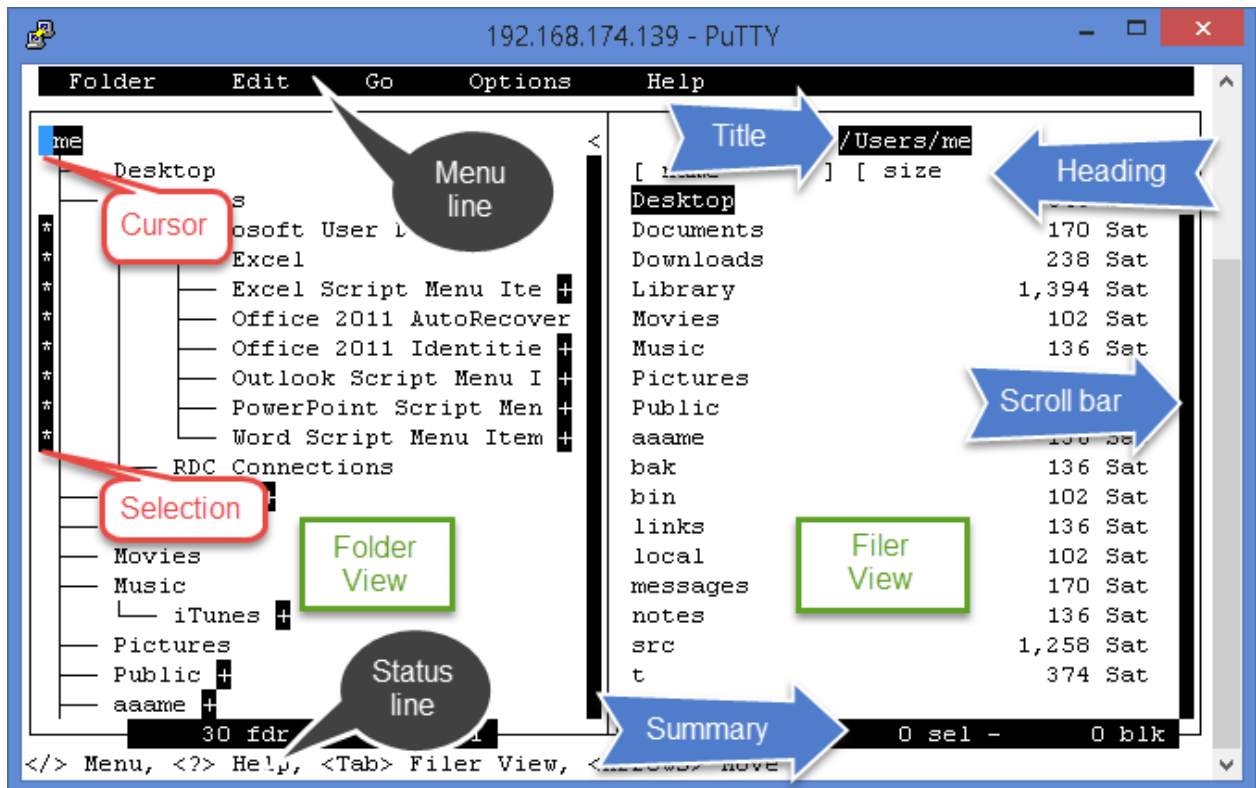 192.168.174.139 - PuTTY
Folder Edit Go Options Help
Menu line
Title
Heading
Cursor
Selection
Folder View
Filer View
Scroll bar
Status line
Summary
me <
Desktop
osoft User
Excel
Excel Script Menu Ite +
Office 2011 AutoRecover
Office 2011 Identitie +
Outlook Script Menu I +
PowerPoint Script Men +
Word Script Menu Item +
RDC Connections
Movies
Music
iTunes +
Pictures
Public +
aaame +
30 fdr
/Users/me
[ ] [ size
Desktop
Documents 170 Sat
Downloads 238 Sat
Library 1,394 Sat
Movies 102 Sat
Music 136 Sat
Pictures
Public
aaame
bak 136 Sat
bin 102 Sat
links 136 Sat
local 102 Sat
messages 170 Sat
notes 136 Sat
src 1,258 Sat
t 374 Sat
0 sel - 0 blk
</> Menu, <?> Help, <Tab> Filer View, <Arrows> Move